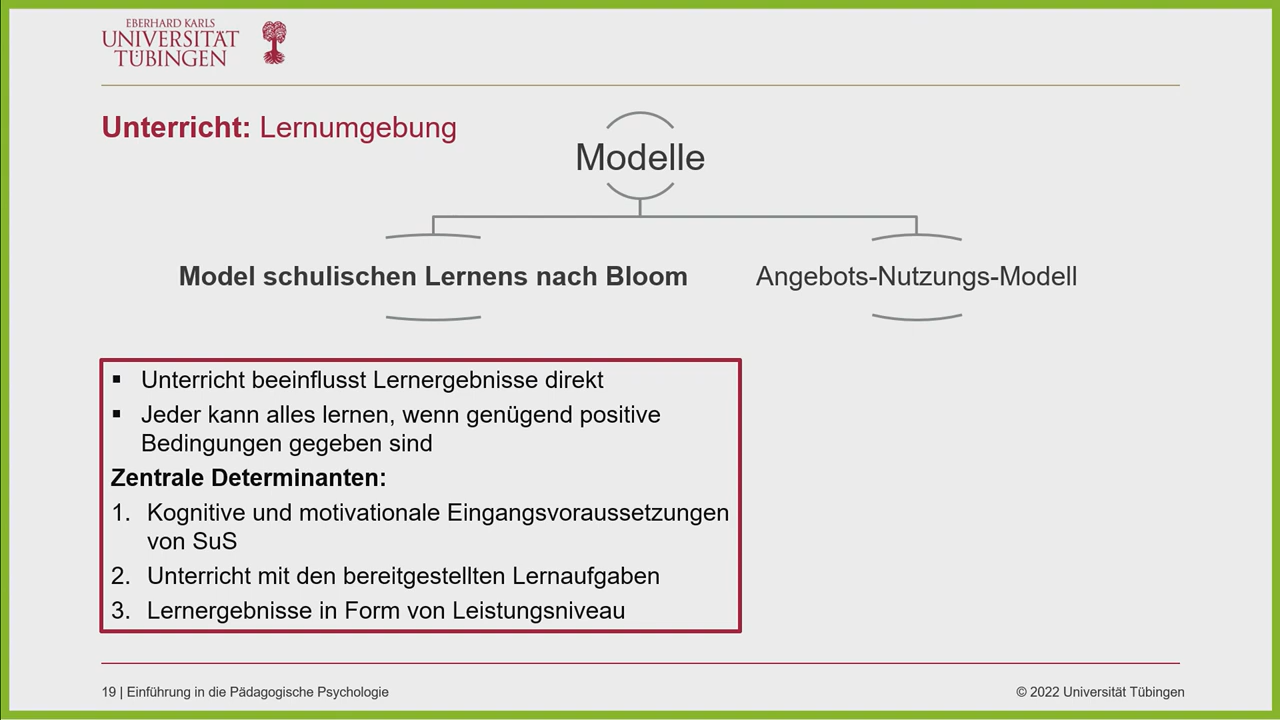 EBERHARD KARLS
UNIVERSITÄT
TÜBINGEN
Unterricht: Lernumgebung
Modelle
Model schulischen Lernens nach Bloom
Angebots-Nutzungs-Modell
▪ Unterricht beeinflusst Lernergebnisse direkt
▪ Jeder kann alles lernen, wenn genügend positive
Bedingungen gegeben sind
Zentrale Determinanten:
1. Kognitive und motivationale Eingangsvoraussetzungen
von SuS
2. Unterricht mit den bereitgestellten Lernaufgaben
3. Lernergebnisse in Form von Leistungsniveau
19 | Einführung in die Pädagogische Psychologie
© 2022 Universität Tübingen